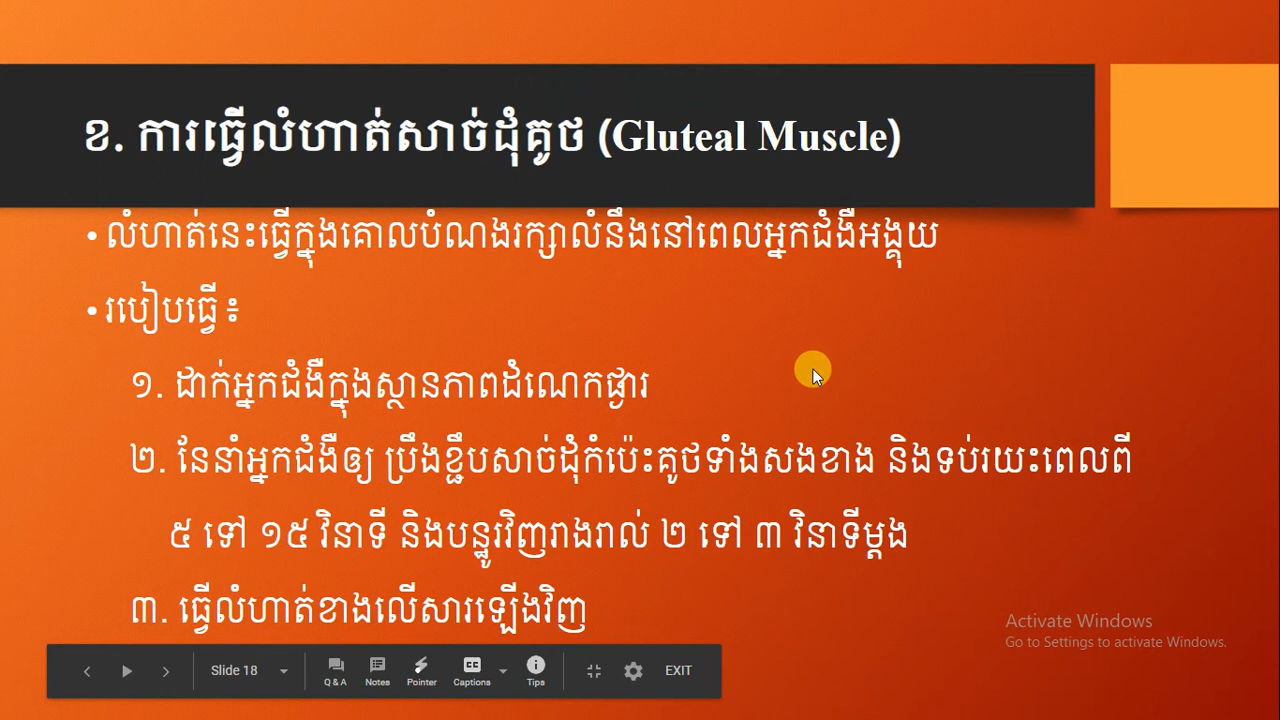 ខ. ការធ្វើលំហាត់សាច់ដុំគូថ (Gluteal Muscle)
• លំហាត់នេះធ្វើក្នុងគោលបំណងរក្សាលំនឹងនៅពេលអ្នកជំងឺអង្គុយ
• របៀបធ្វើ ៖
១. ដាក់អ្នកជំងឺក្នុងស្ថានភាពដំណេកផ្ងារ
២. នែនាំអ្នកជំងឺឲ្យ ប្រឹងខ្ជឹបសាច់ដុំកំប៉េះគូថទាំងសងខាង និងទប់រយះពេលពី
៥ ទៅ ១៥ វិនាទី និងបន្ធូរវិញរាងរាល់ ២ ទៅ ៣ វិនាទីម្តង
៣. ធ្វើលំហាត់ខាងលើសារឡើងវិញ
Activate Windows
Go to Settings to activate Windows.
Slide 18
Q & A Notes Pointer Captions Tips EXIT